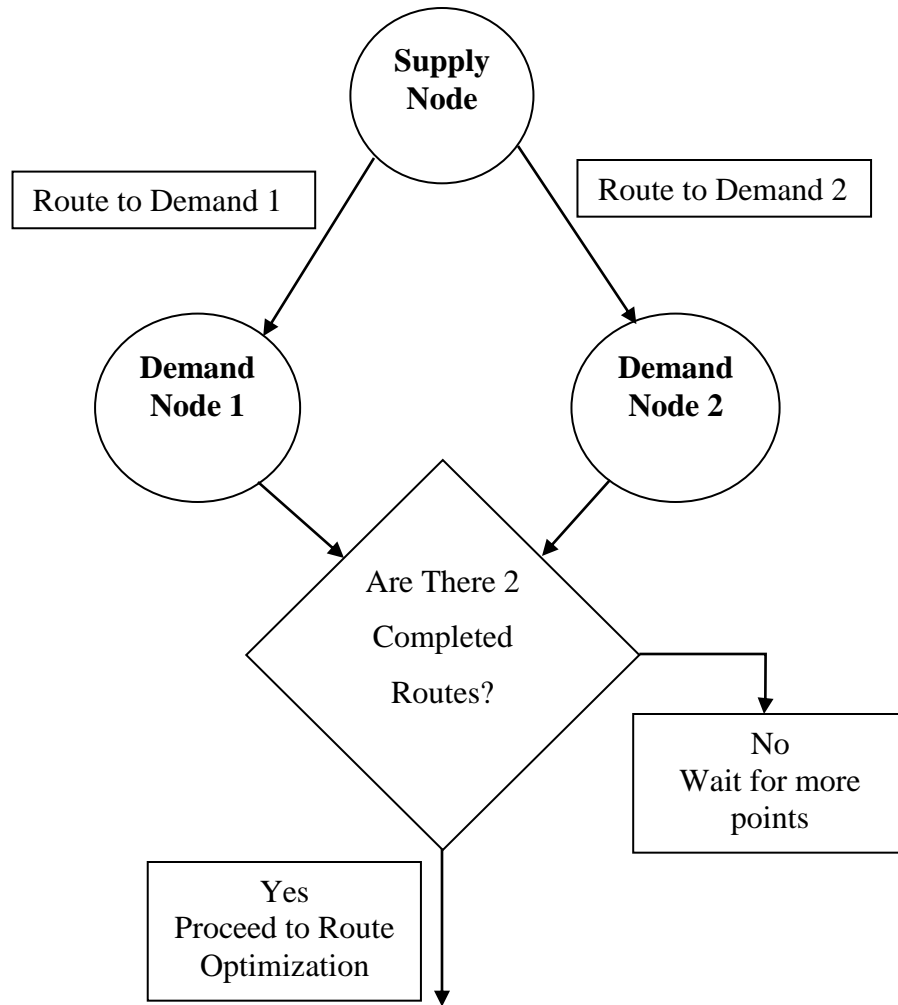 Supply
Node
Route to Demand 1
Route to Demand 2
Demand
Node 1
Demand
Node 2
Are There 2
Completed
Routes?
No
Wait for more
points
Yes
Proceed to Route
Optimization